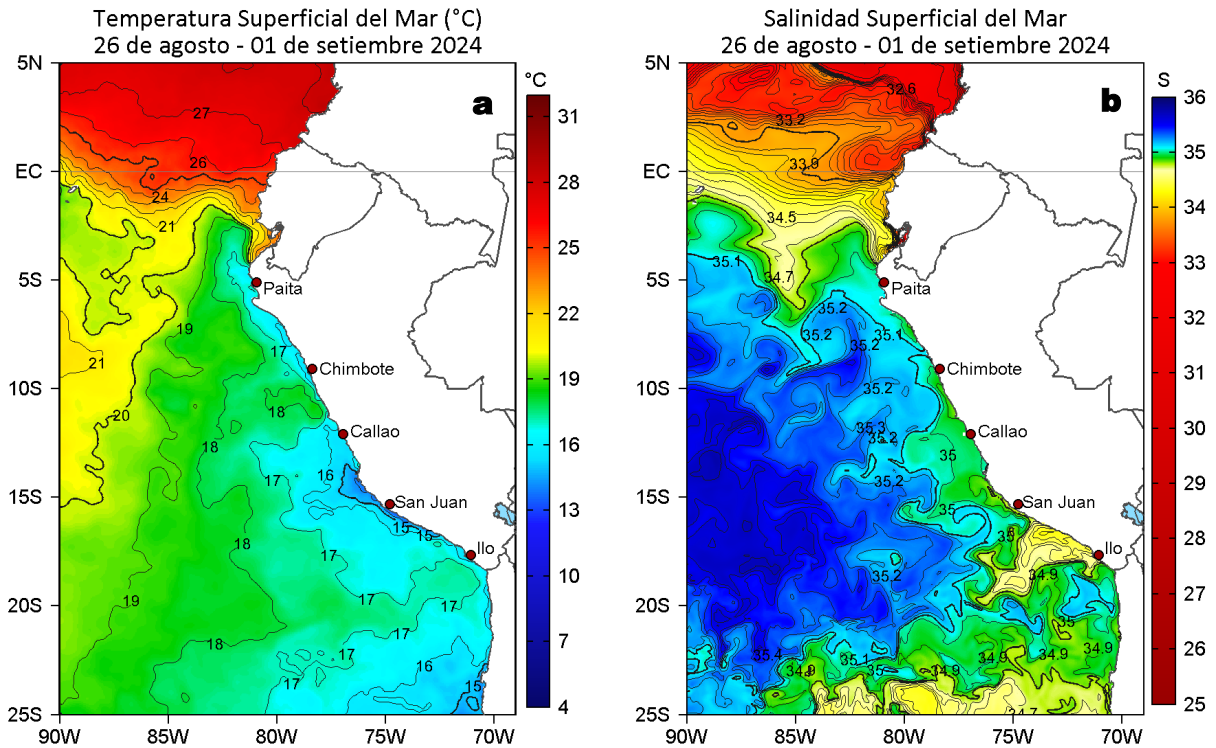 Temperatura Superficial del Mar (°C)
26 de agosto - 01 de setiembre 2024
5N
EC
5S
10S
15S
20S
25S
90W
85W
80W
75W
70W
a
27
26
24
21
21
20
19
19
18
18
18
18
17
17
17
17
17
17
16
16
15
15
15
Paita
Chimbote
Callao
San Juan
Ilo
°C
31
28
25
22
19
16
13
10
7
4
Salinidad Superficial del Mar
26 de agosto - 01 de setiembre 2024
5N
EC
5S
10S
15S
20S
25S
90W
85W
80W
75W
70W
b
32.6
33.2
33.9
34.5
34.7
35.1
35.2
35.2
35.2
35.1
35.2
35.3
35.2
35.2
35
35
35
35.2
34.9
35
35.4
34.9
35.1
35
34.9
34.9
34.9
34.9
34.7
Paita
Chimbote
Callao
San Juan
Ilo
S
36
35
34
33
32
31
30
29
28
27
26
25